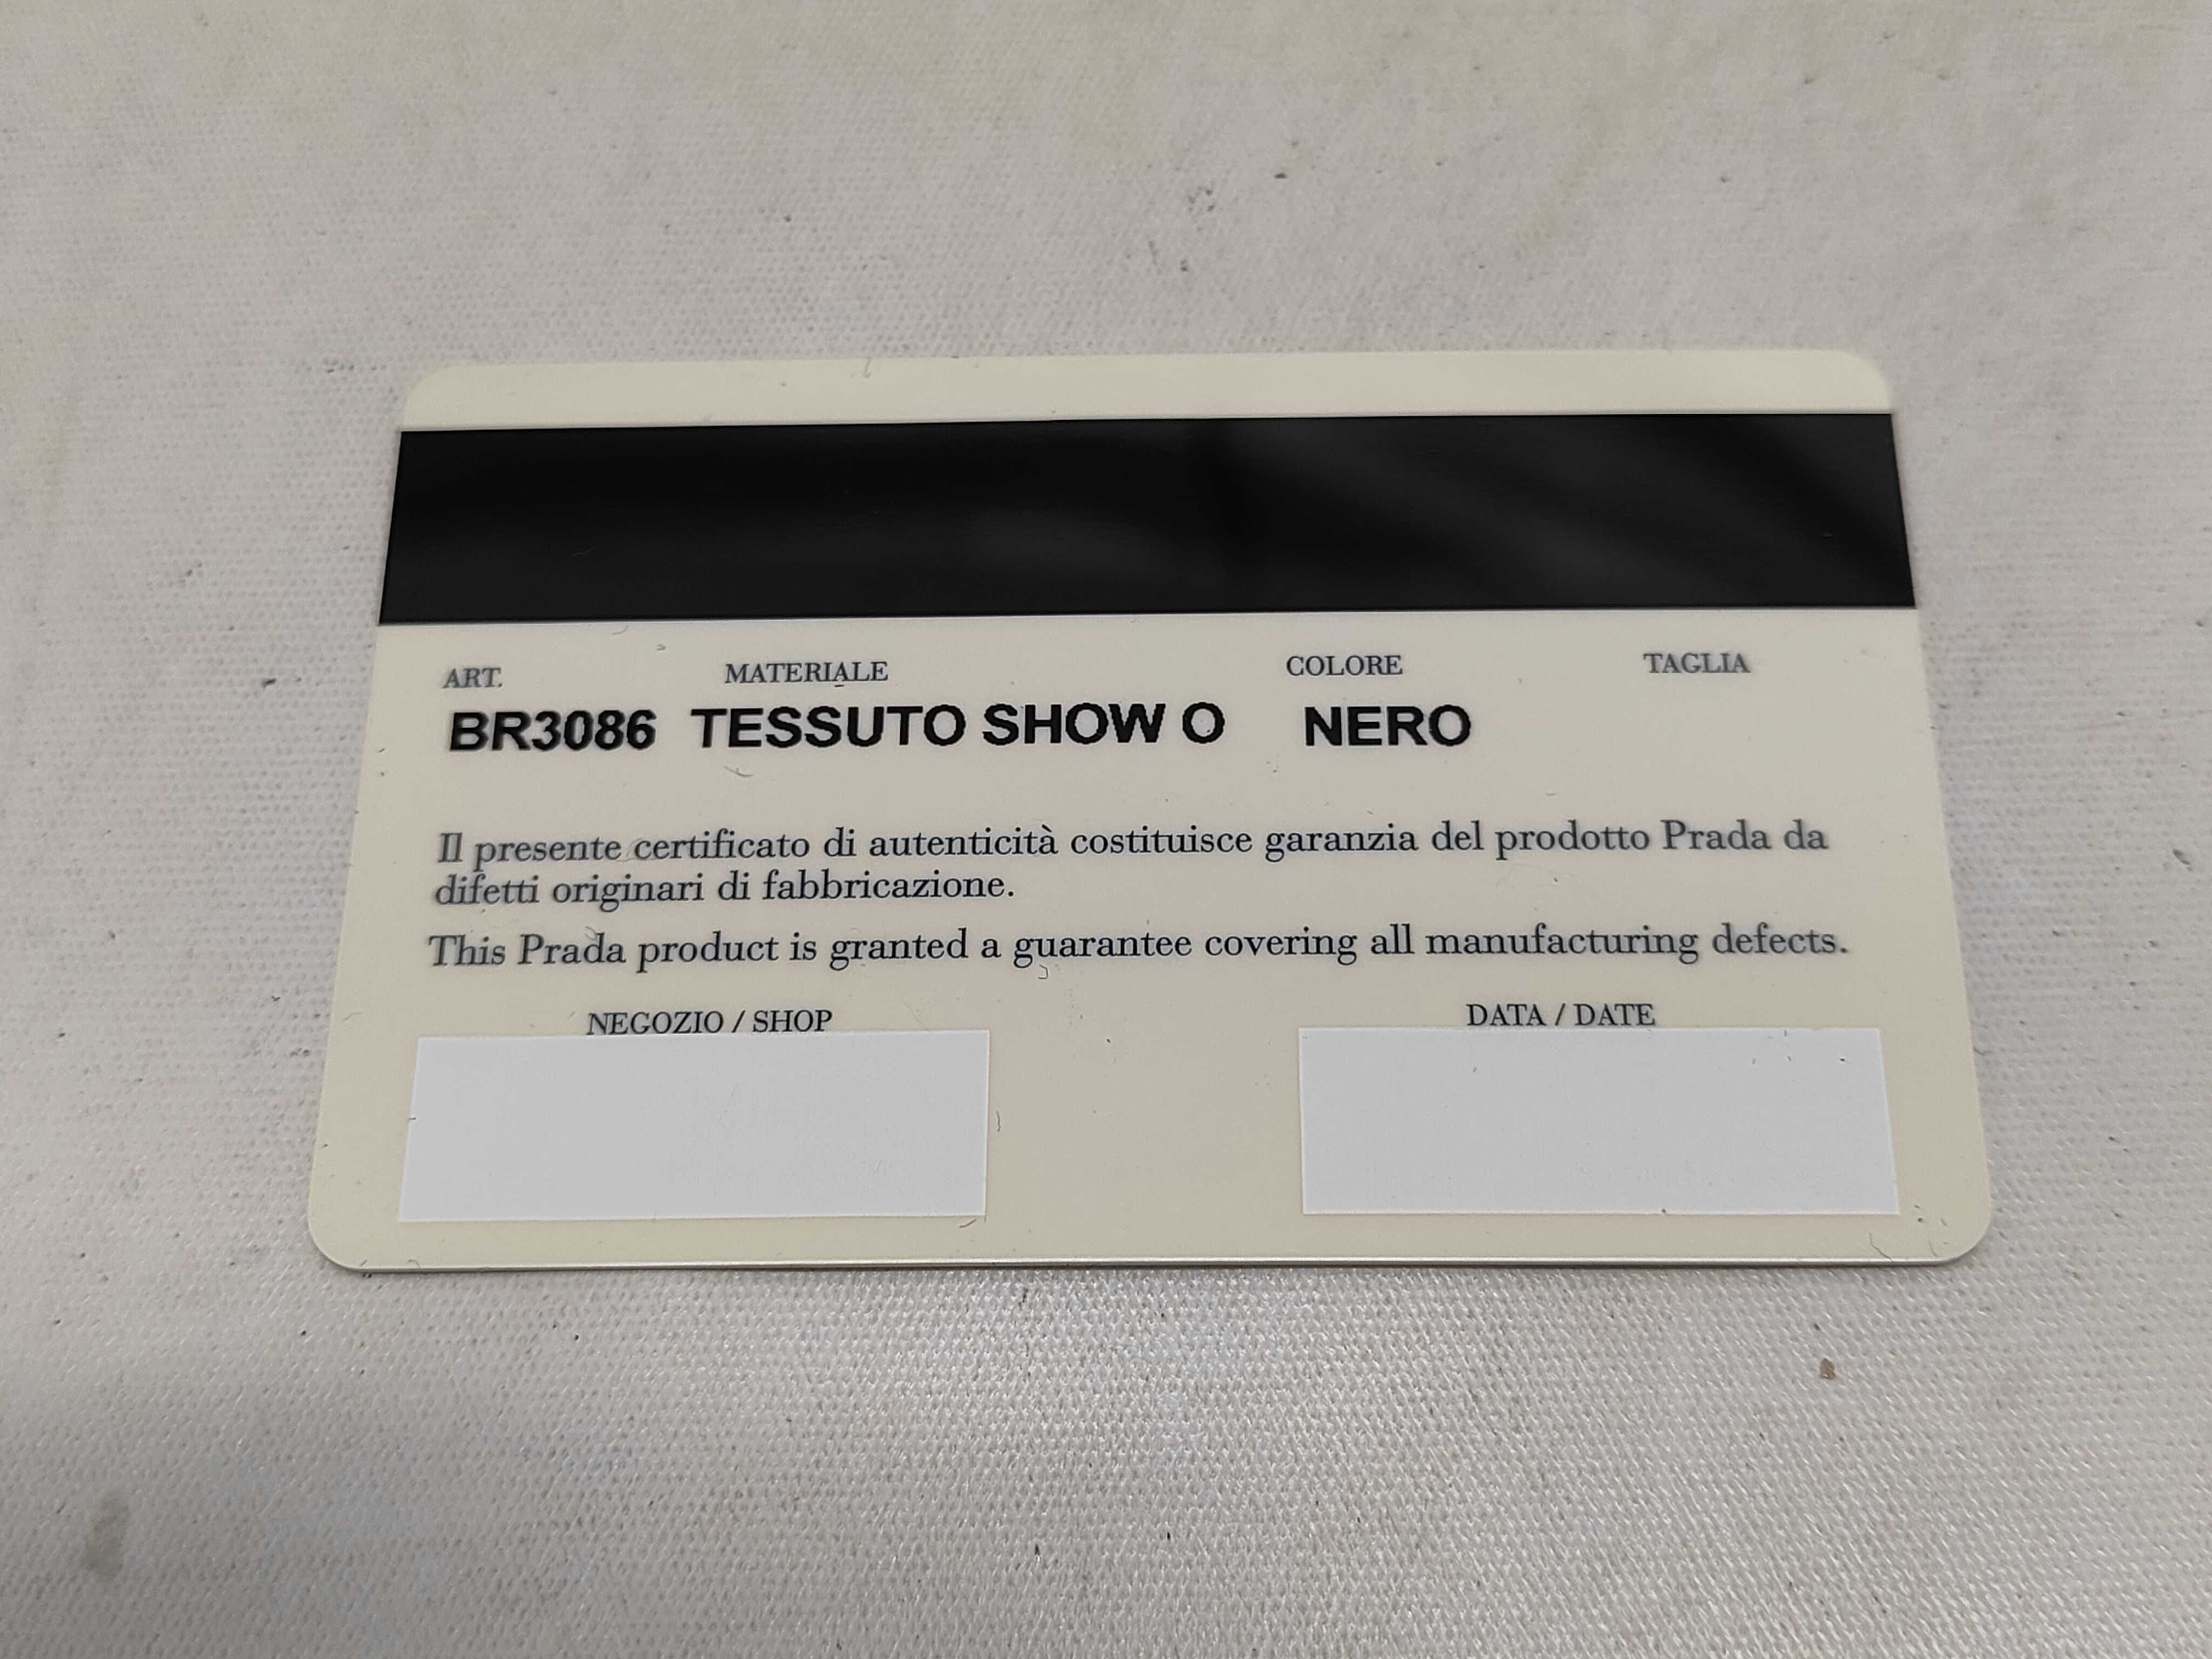 ART. MATERIALE COLORE TAGLIA
BR3086 TESSUTO SHOW O NERO
Il presente certificato di autenticità costituisce garanzia del prodotto Prada da
difetti originari di fabbricazione.
This Prada product is granted a guarantee covering all manufacturing defects.
NEGOZIO / SHOP DATA / DATE